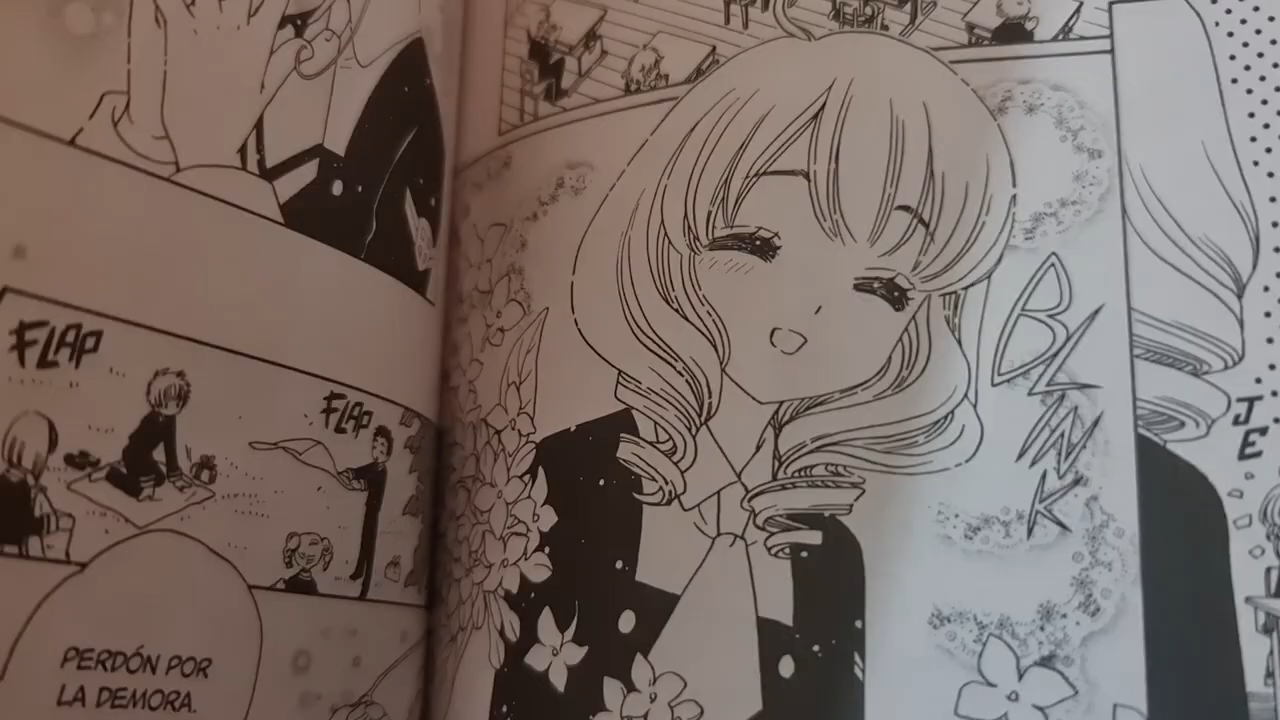 FLAP
FLAP
PERDÓN POR
LA DEMORA.
BLINK
JE